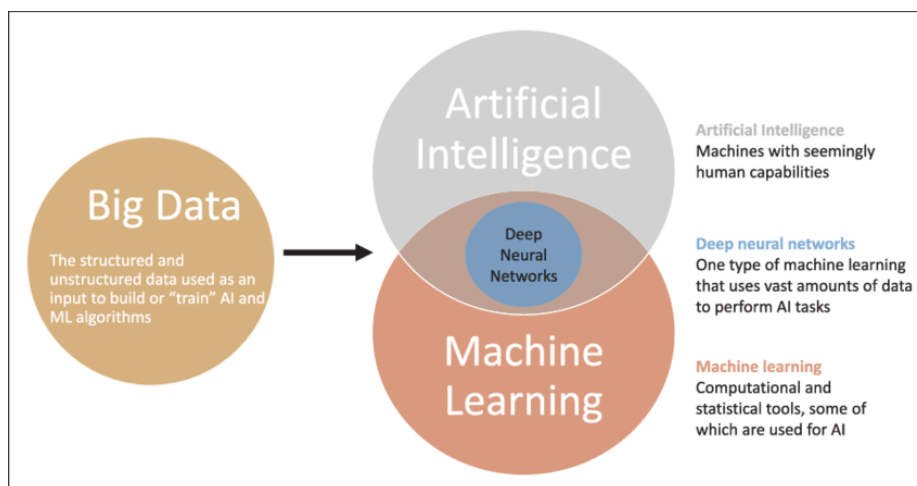 Big Data
The structured and
unstructured data used as an
input to build or “train” AI and
ML algorithms
Artificial
Intelligence
Deep
Neural
Networks
Machine
Learning
Artificial Intelligence
Machines with seemingly
human capabilities
Deep neural networks
One type of machine learning
that uses vast amounts of data
to perform AI tasks
Machine learning
Computational and
statistical tools, some of
which are used for AI